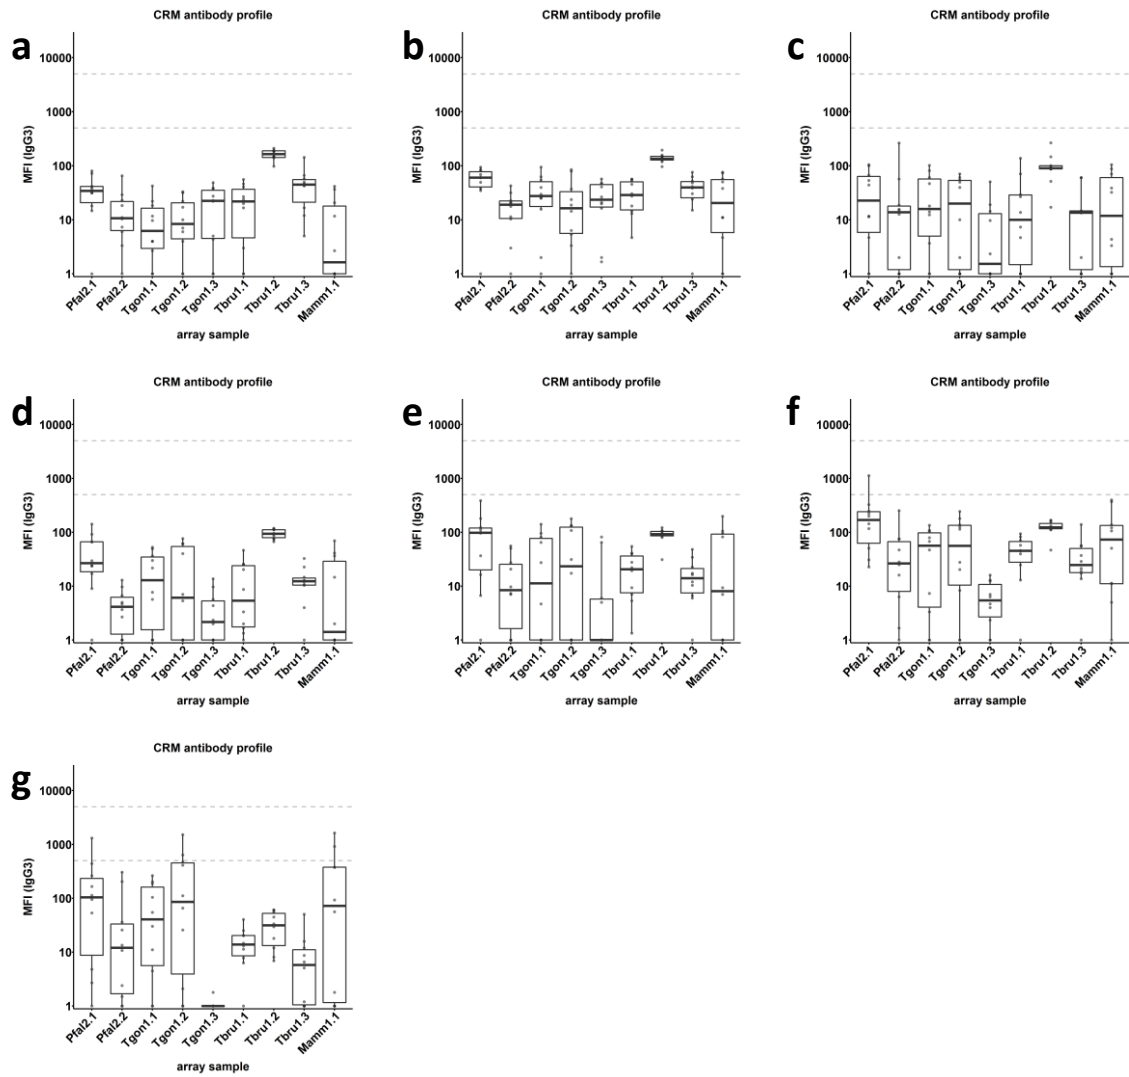 CRM antibody profile
a
10000
1000
100
10
1
MFI (IgG3)
Pfal2.1
Pfal2.2
Tgon1.1
Tgon1.2
Tgon1.3
Tbru1.1
Tbru1.2
Tbru1.3
Mamm1.1
array sample
CRM antibody profile
b
10000
1000
100
10
1
MFI (IgG3)
Pfal2.1
Pfal2.2
Tgon1.1
Tgon1.2
Tgon1.3
Tbru1.1
Tbru1.2
Tbru1.3
Mamm1.1
array sample
CRM antibody profile
c
10000
1000
100
10
1
MFI (IgG3)
Pfal2.1
Pfal2.2
Tgon1.1
Tgon1.2
Tgon1.3
Tbru1.1
Tbru1.2
Tbru1.3
Mamm1.1
array sample
CRM antibody profile
d
10000
1000
100
10
1
MFI (IgG3)
Pfal2.1
Pfal2.2
Tgon1.1
Tgon1.2
Tgon1.3
Tbru1.1
Tbru1.2
Tbru1.3
Mamm1.1
array sample
CRM antibody profile
e
10000
1000
100
10
1
MFI (IgG3)
Pfal2.1
Pfal2.2
Tgon1.1
Tgon1.2
Tgon1.3
Tbru1.1
Tbru1.2
Tbru1.3
Mamm1.1
array sample
CRM antibody profile
f
10000
1000
100
10
1
MFI (IgG3)
Pfal2.1
Pfal2.2
Tgon1.1
Tgon1.2
Tgon1.3
Tbru1.1
Tbru1.2
Tbru1.3
Mamm1.1
array sample
CRM antibody profile
g
10000
1000
100
10
1
MFI (IgG3)
Pfal2.1
Pfal2.2
Tgon1.1
Tgon1.2
Tgon1.3
Tbru1.1
Tbru1.2
Tbru1.3
Mamm1.1
array sample